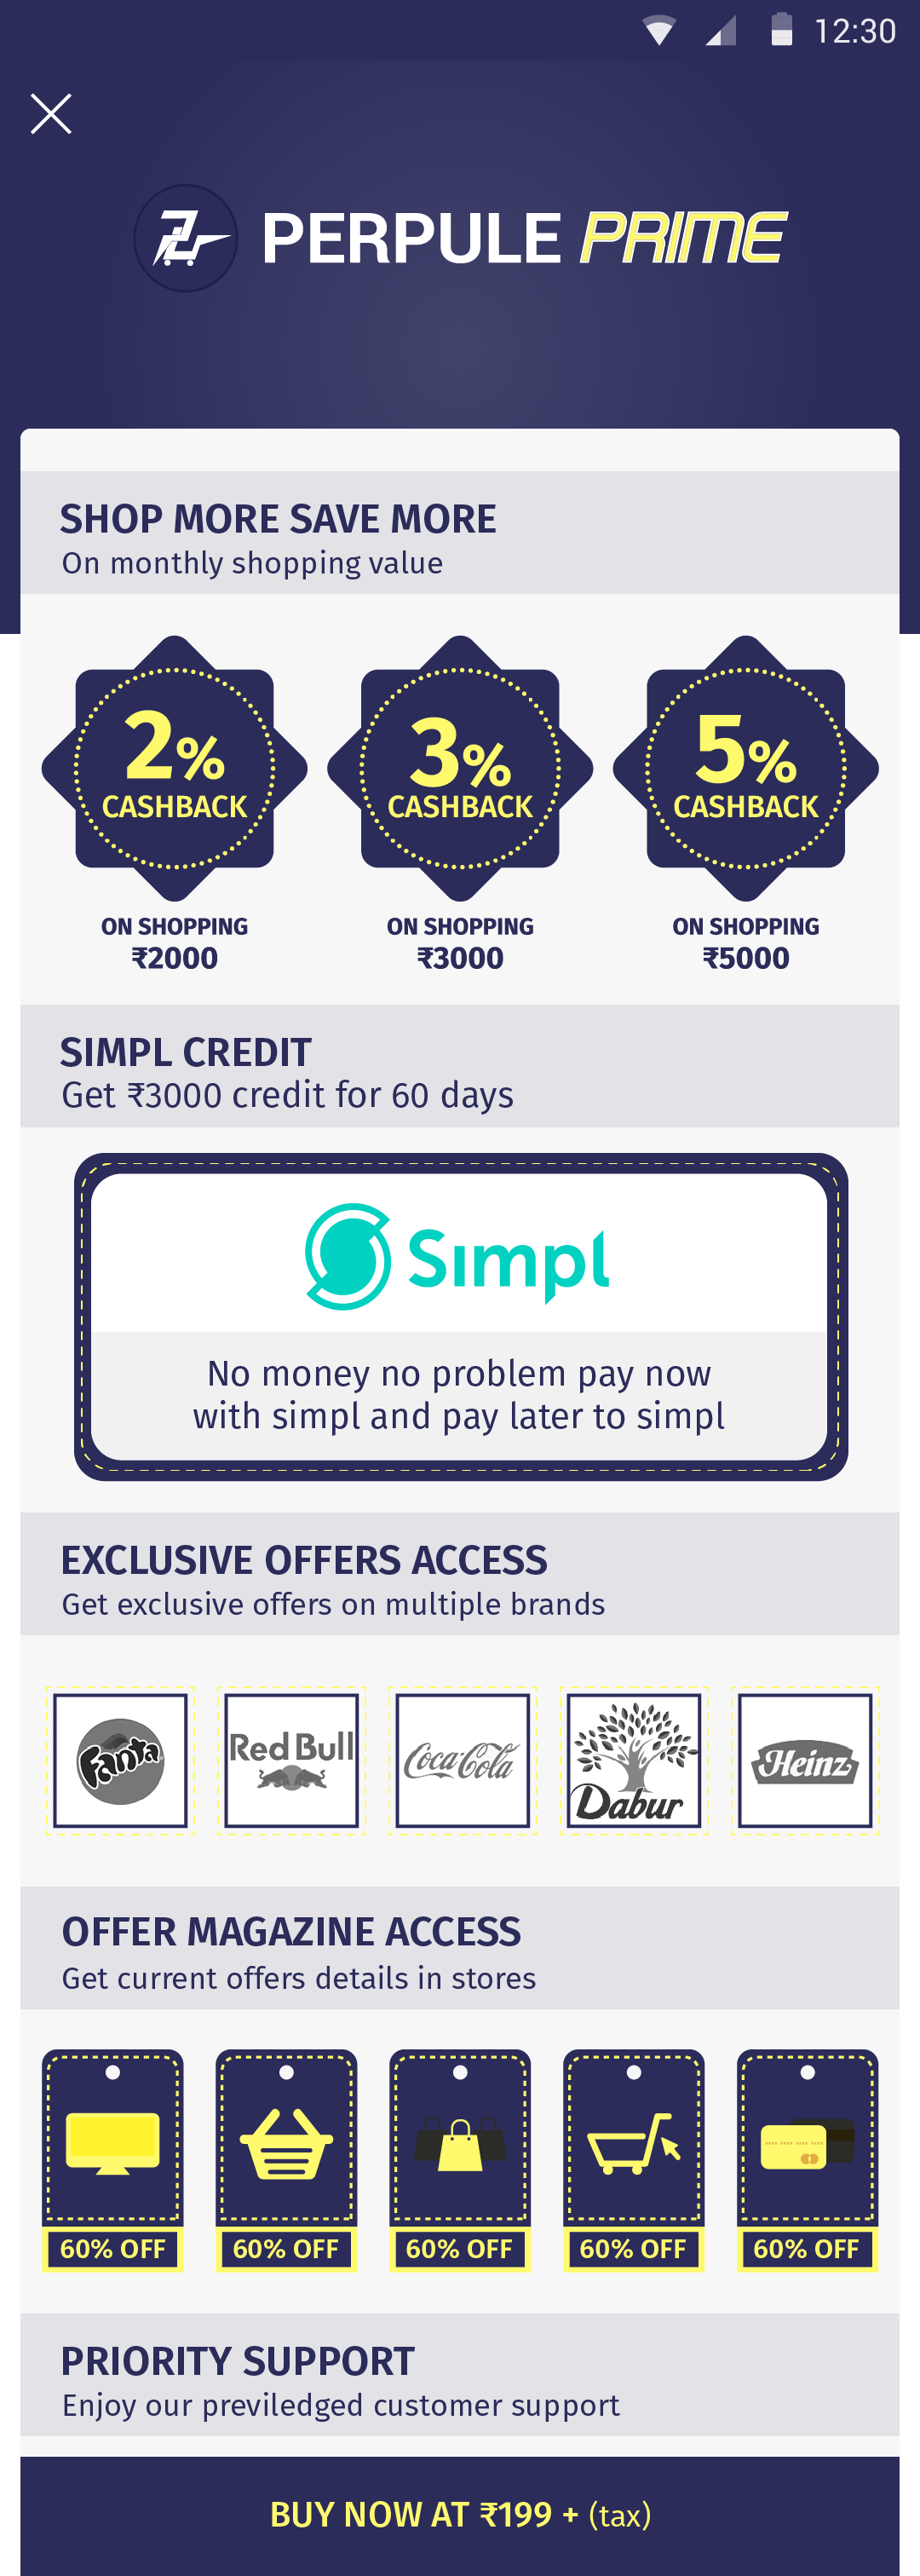 12:30
PERPULE PRIME
SHOP MORE SAVE MORE
On monthly shopping value
2% CASHBACK
ON SHOPPING
₹2000
3% CASHBACK
ON SHOPPING
₹3000
5% CASHBACK
ON SHOPPING
₹5000
SIMPL CREDIT
Get ₹3000 credit for 60 days
Simpl
No money no problem pay now
with simpl and pay later to simpl
EXCLUSIVE OFFERS ACCESS
Get exclusive offers on multiple brands
Fanta
Red Bull
Coca-Cola
Dabur
Heinz
OFFER MAGAZINE ACCESS
Get current offers details in stores
60% OFF
60% OFF
60% OFF
60% OFF
60% OFF
PRIORITY SUPPORT
Enjoy our previledged customer support
BUY NOW AT ₹199 + (tax)